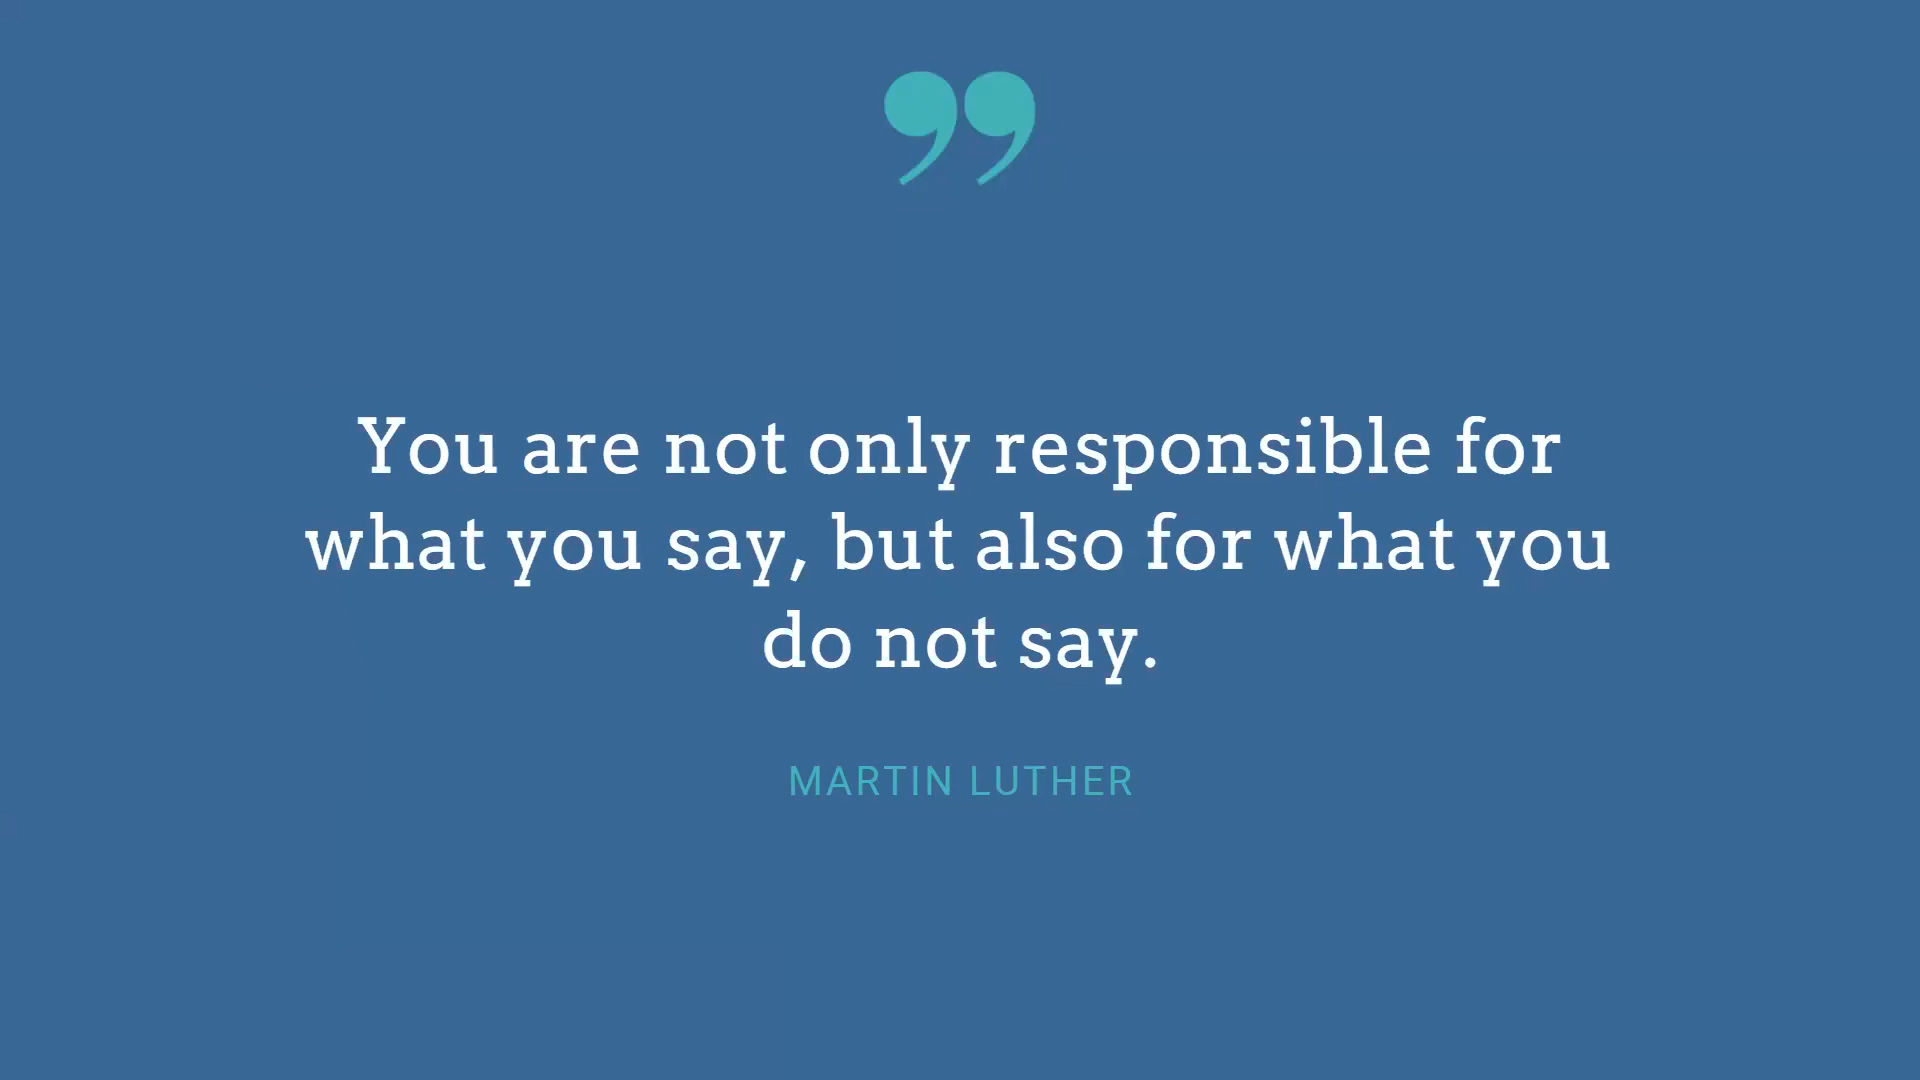 ”
You are not only responsible for
what you say, but also for what you
do not say.
MARTIN LUTHER